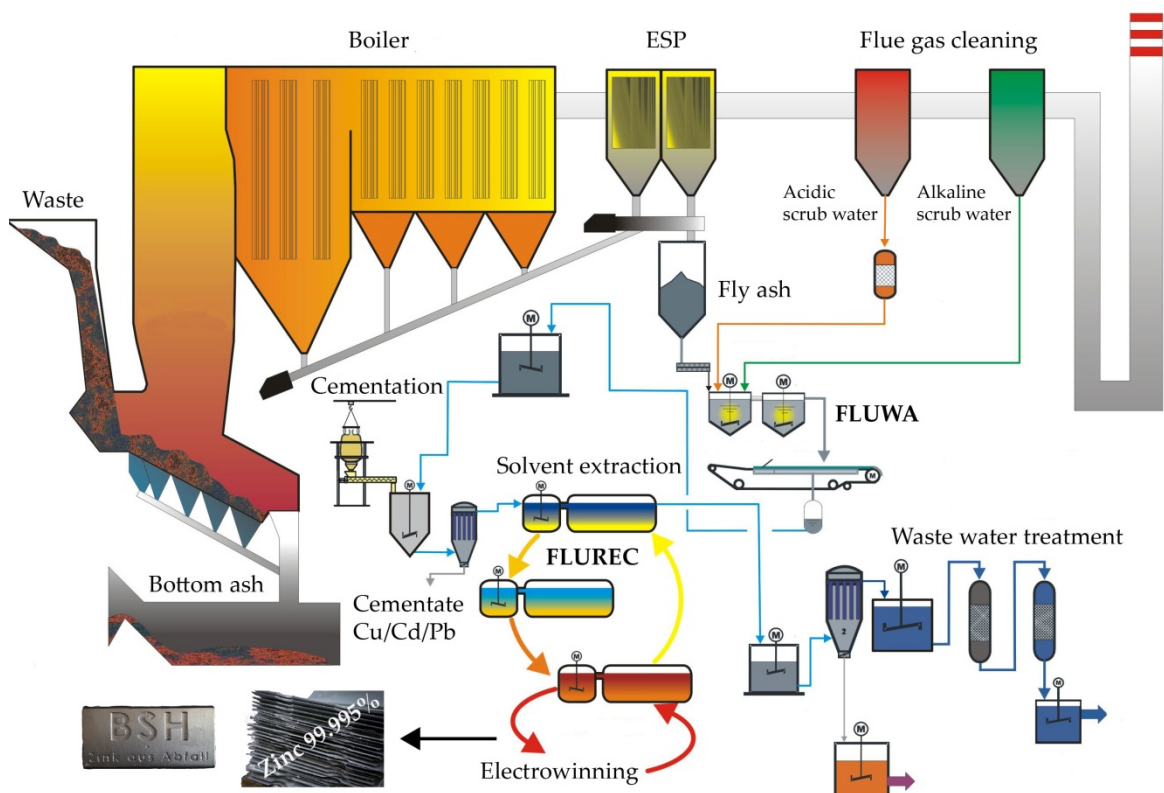 Boiler
ESP
Flue gas cleaning
Waste
Acidic
scrub water
Alkaline
scrub water
Fly ash
M
M
M
Cementation
FLUWA
M
Solvent extraction
M
M
M
Waste water treatment
FLUREC
M
M
Bottom ash
Cementate
Cu/Cd/Pb
2
M
M
M
BSH
Zink aus Abfall
Zinc 99.995%
Electrowinning
M